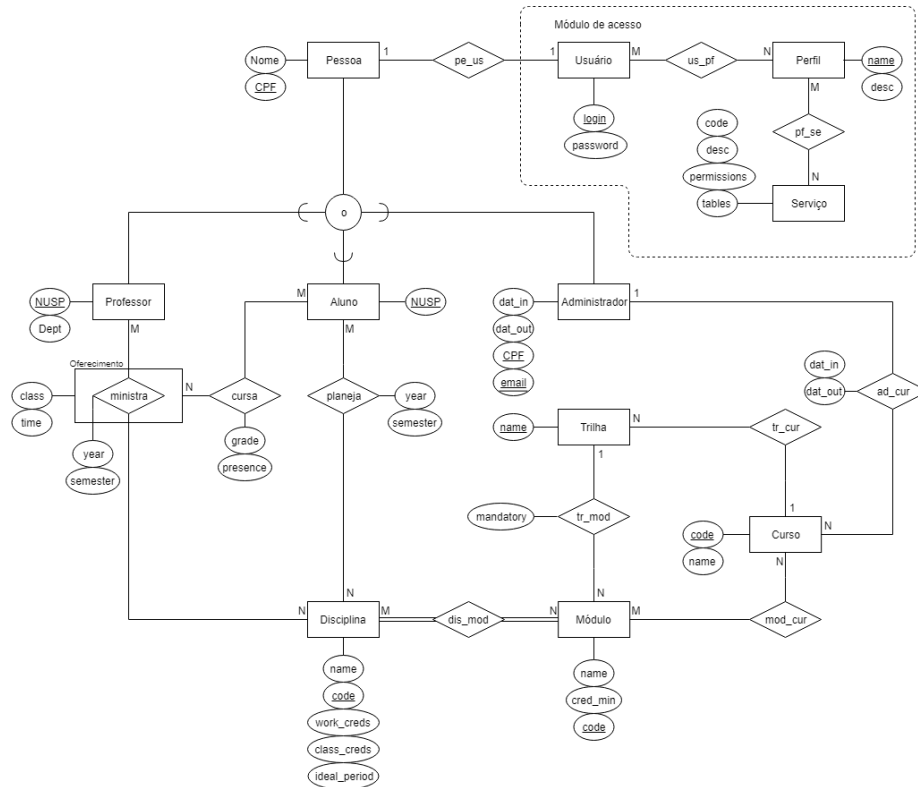 Módulo de acesso
Nome
CPF
Pessoa
1
pe_us
1
Usuário
M
us_pf
N
Perfil
name
desc
login
password
M
pf_se
N
code
desc
permissions
tables
Serviço
o
NUSP
Dept
Professor
M
M
Aluno
NUSP
M
dat_in
dat_out
CPF
email
Administrador
1
Oferecimento
class
time
ministra
year
semester
N
cursa
grade
presence
planeja
year
semester
dat_in
dat_out
ad_cur
name
Trilha
N
1
tr_cur
1
mandatory
tr_mod
N
code
name
Curso
N
N
N
N
Disciplina
M
dis_mod
N
Módulo
M
mod_cur
name
code
work_creds
class_creds
ideal_period
name
cred_min
code